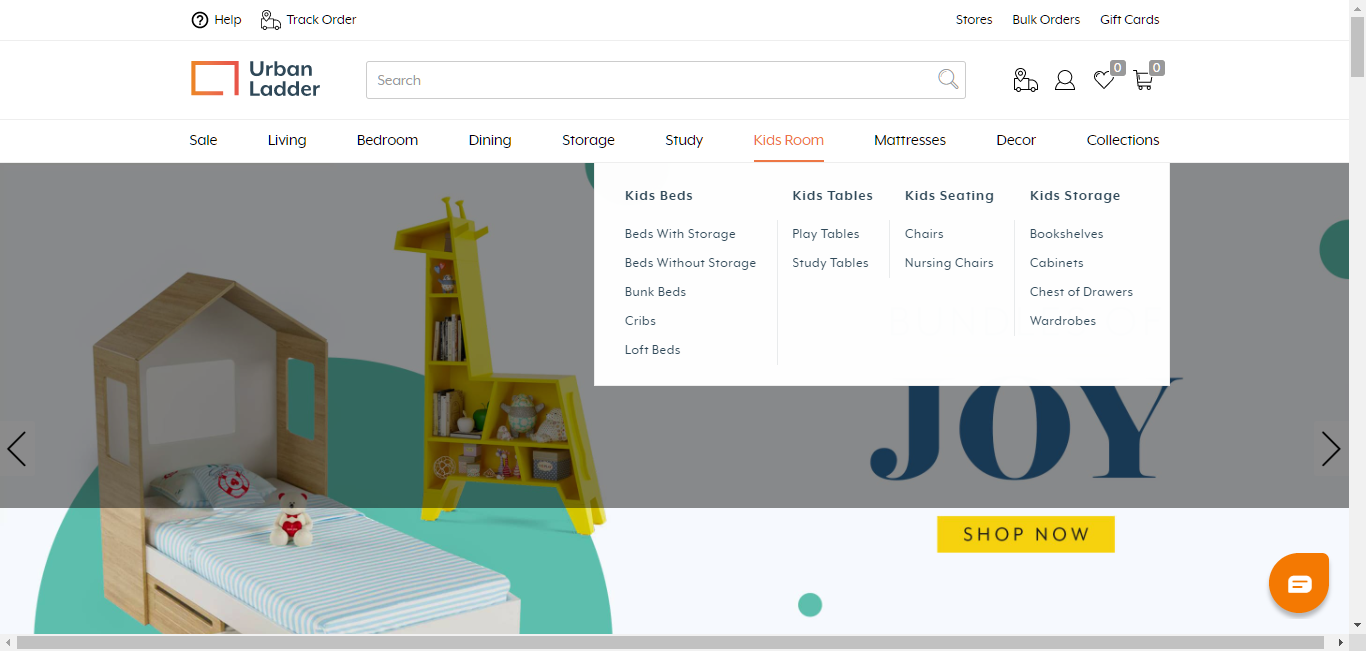 Help Track Order Stores Bulk Orders Gift Cards
Urban
Ladder
Search
0 0
Sale Living Bedroom Dining Storage Study Kids Room Mattresses Decor Collections
Kids Beds Kids Tables Kids Seating Kids Storage
Beds With Storage Play Tables Chairs Bookshelves
Beds Without Storage Study Tables Nursing Chairs Cabinets
Bunk Beds Chest of Drawers
Cribs Wardrobes
Loft Beds
JOY
SHOP NOW